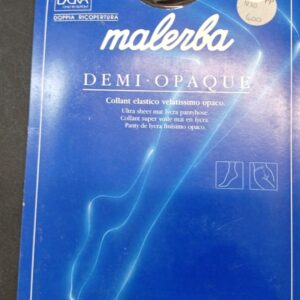 DOPPIA RICOPERTURA
malerba
DEMI·OPAQUE
Collant elastico velatissimo opaco.
Ultra sheer mat lycra pantyhose.
Collant super voile mat en lycra.
Panty de lycra finisimo opaco.